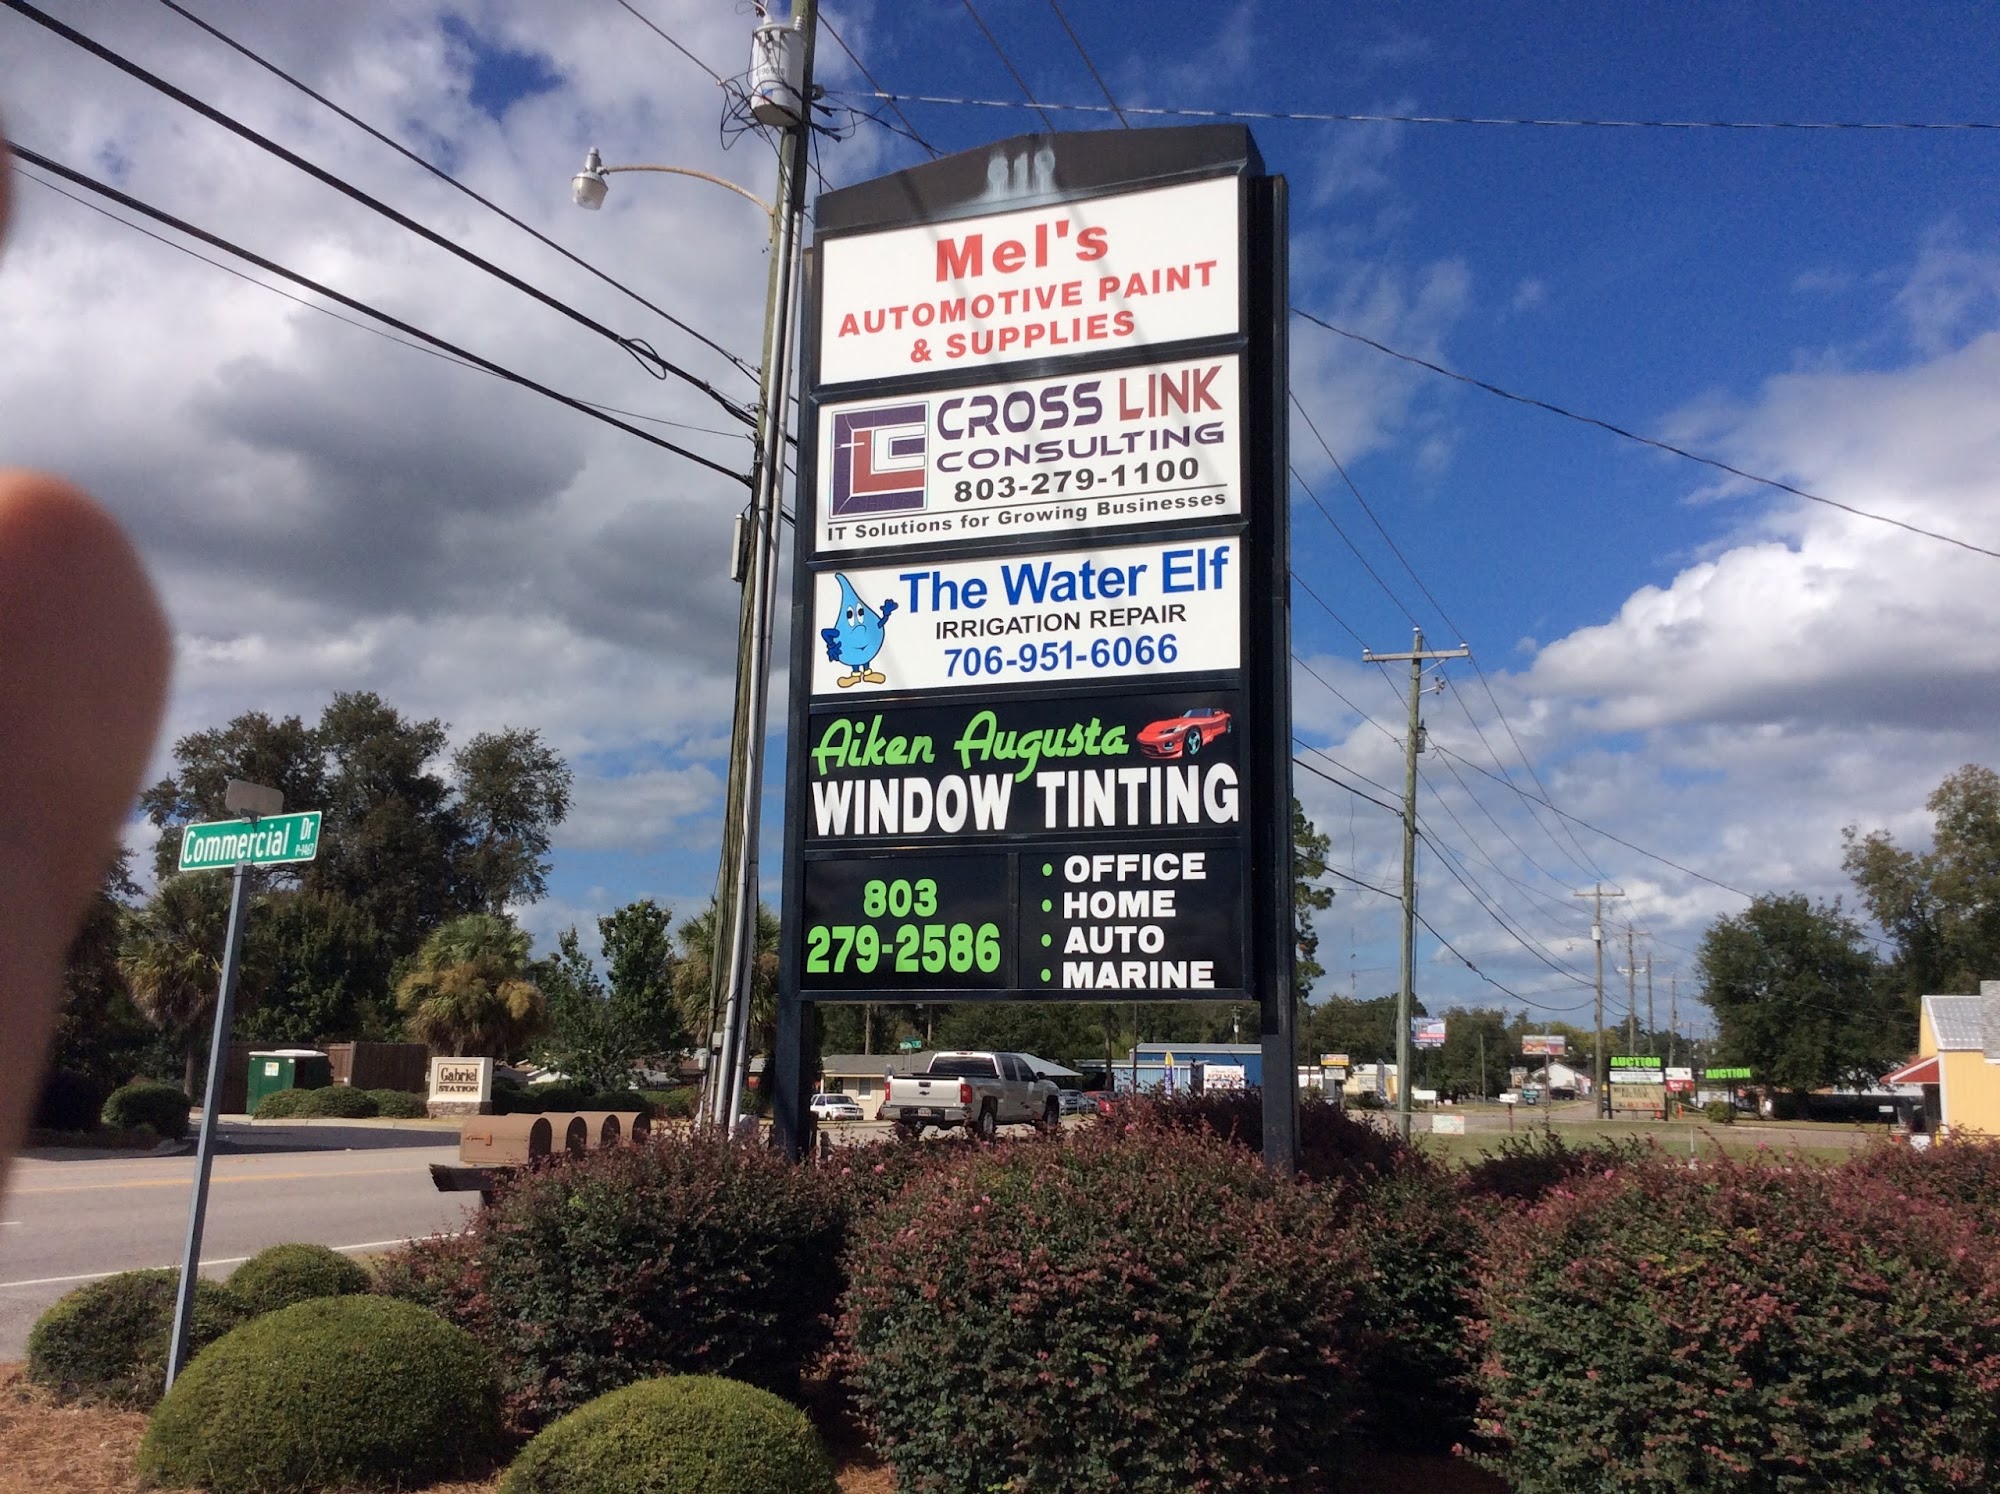 Mel's
AUTOMOTIVE PAINT
& SUPPLIES
CROSS LINK
CONSULTING
803-279-1100
IT Solutions for Growing Businesses
The Water Elf
IRRIGATION REPAIR
706-951-6066
Aiken Augusta
WINDOW TINTING
803
279-2586
• OFFICE
• HOME
• AUTO
• MARINE
Commercial Dr
P-1467
Gabriel
STATION
AUCTION
AUCTION